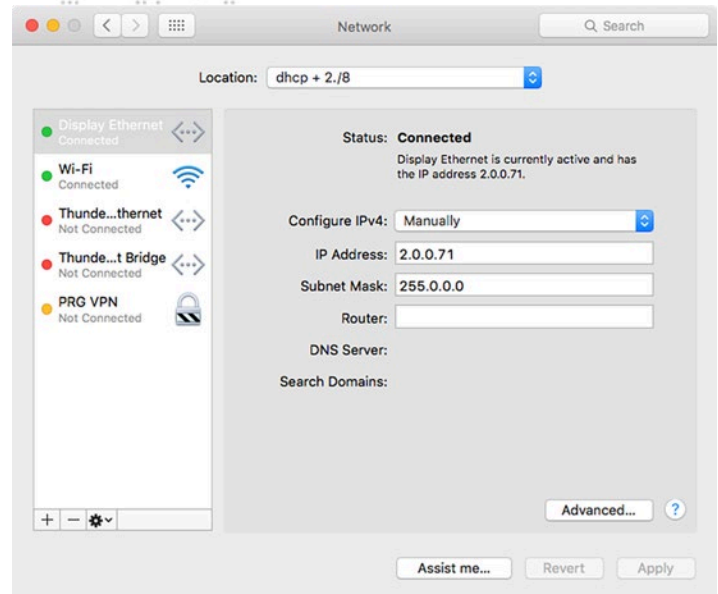 Network
Search
Location: dhcp + 2./8
Display Ethernet
Connected
Wi-Fi
Connected
Thunde...thernet
Not Connected
Thunde...t Bridge
Not Connected
PRG VPN
Not Connected
Status: Connected
Display Ethernet is currently active and has
the IP address 2.0.0.71.
Configure IPv4: Manually
IP Address: 2.0.0.71
Subnet Mask: 255.0.0.0
Router:
DNS Server:
Search Domains:
Advanced... ?
Assist me... Revert Apply